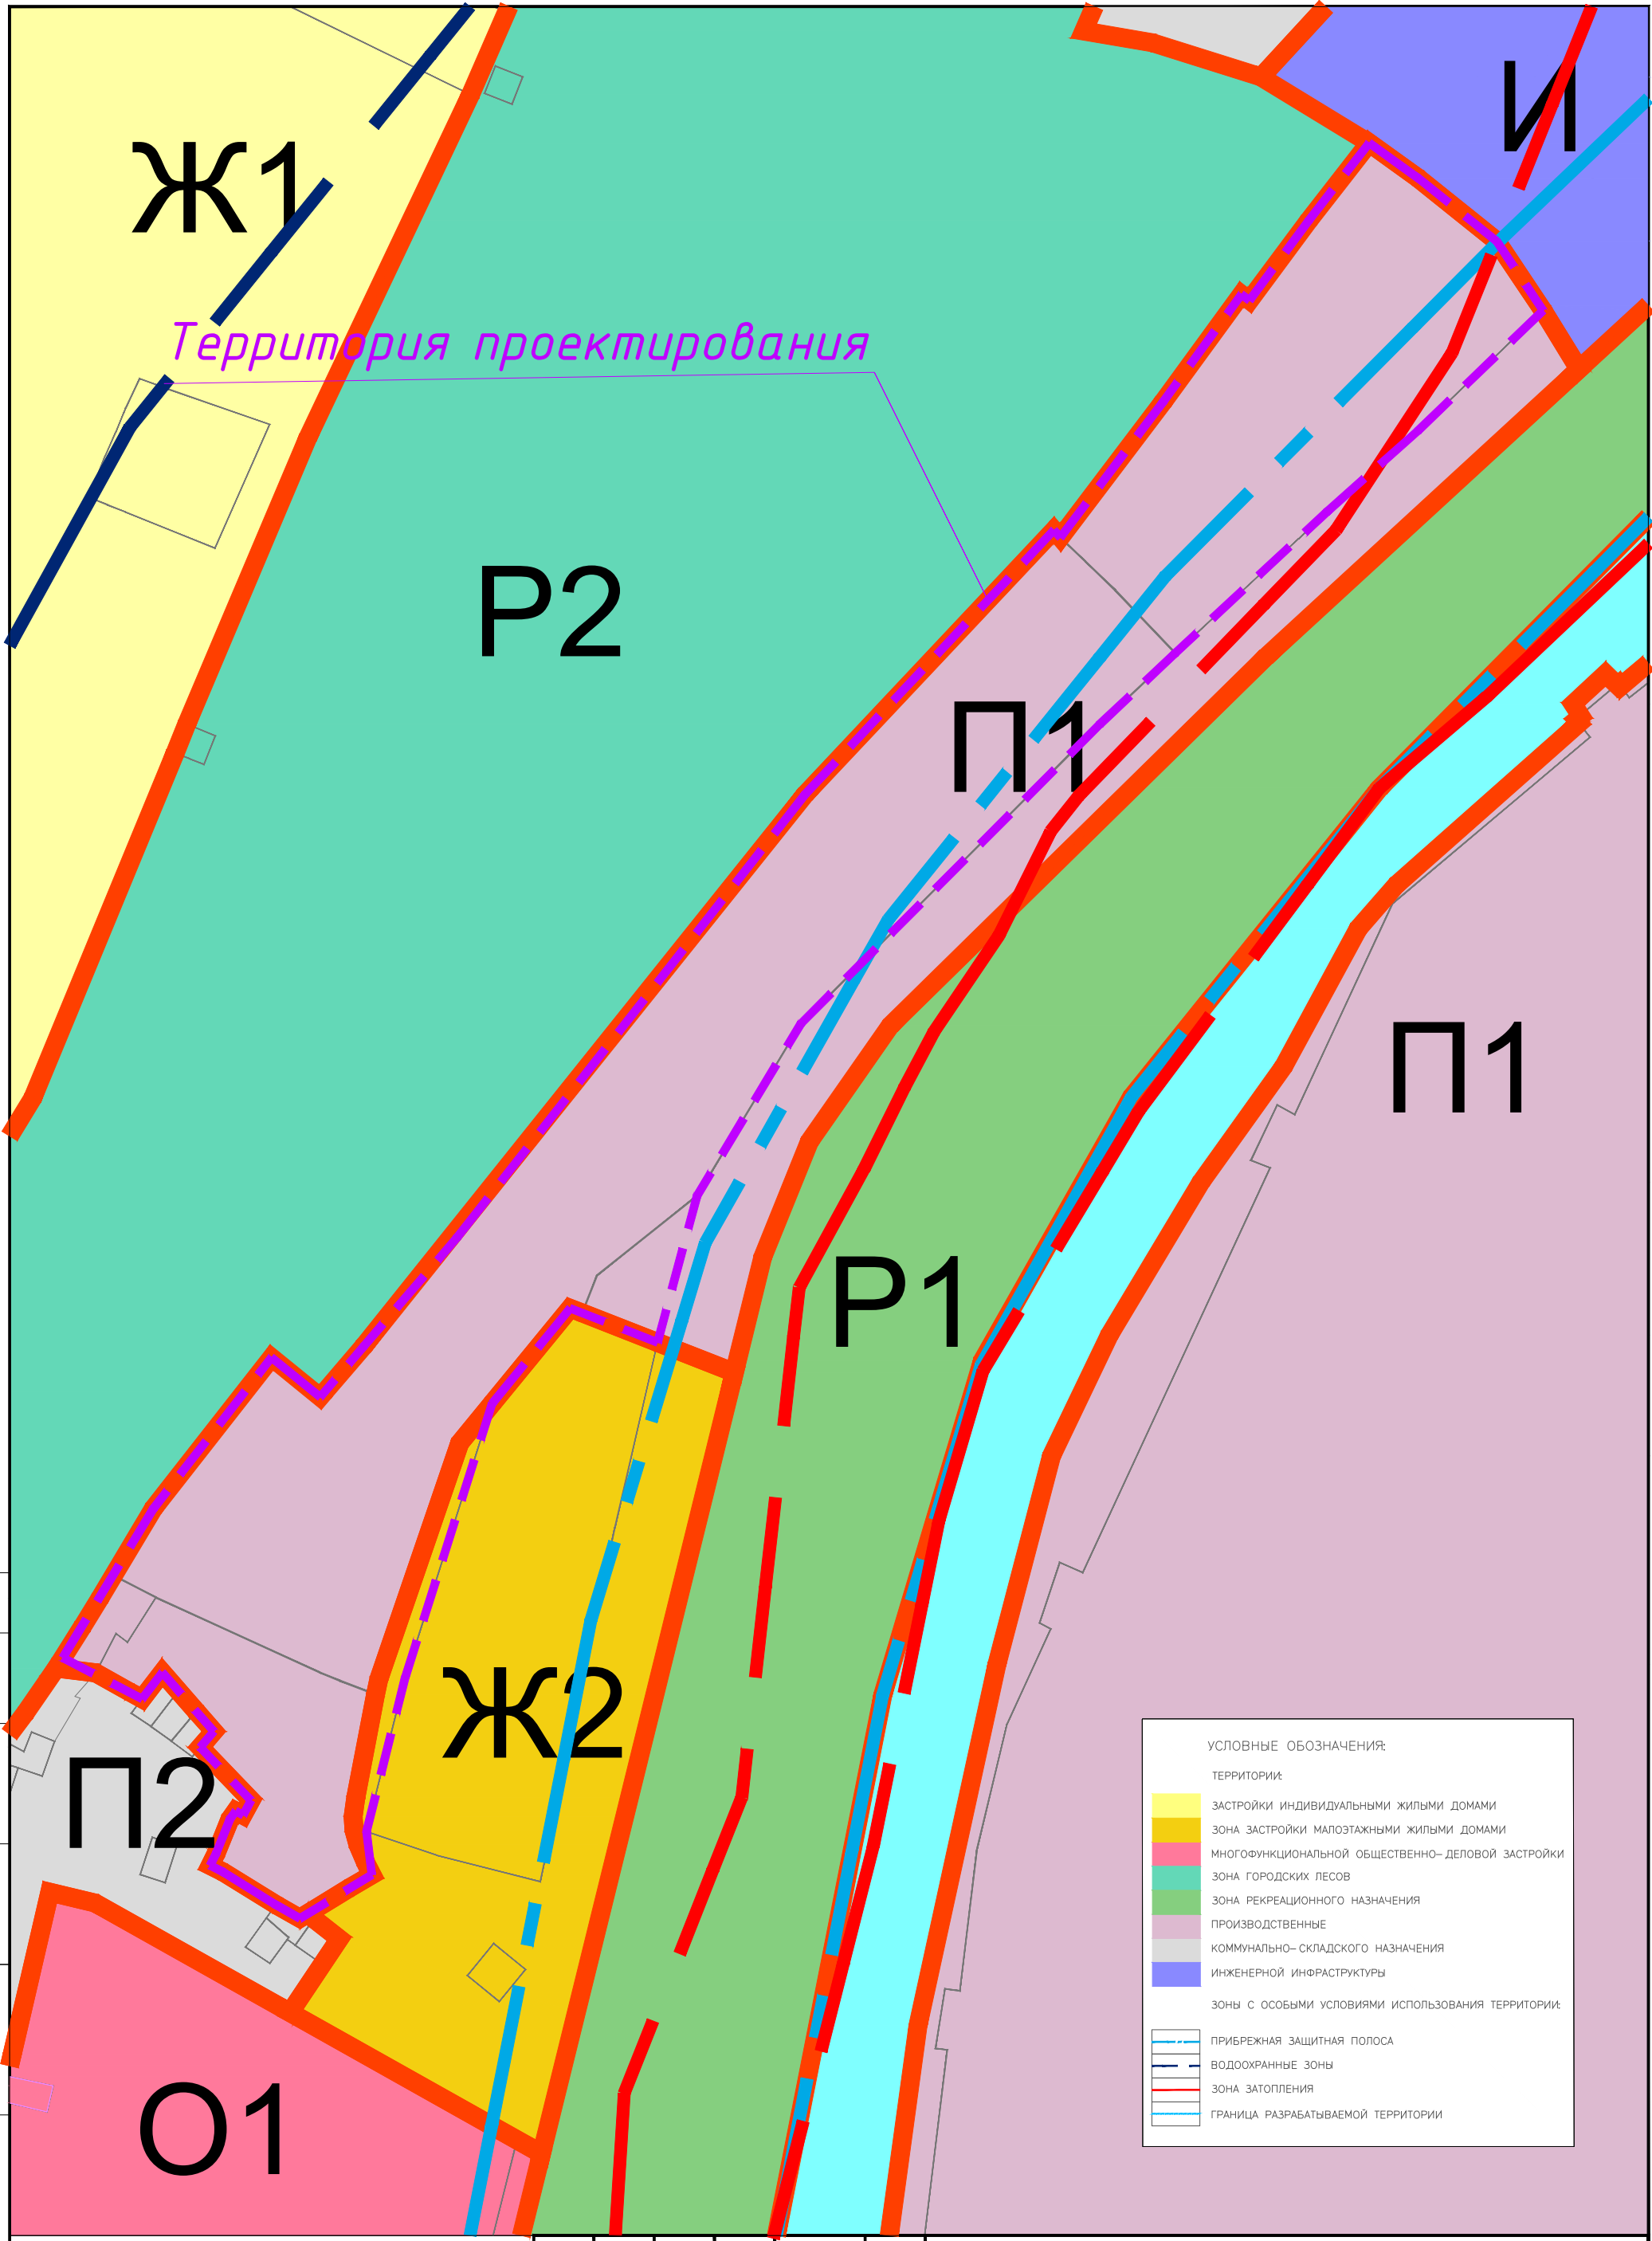 И
Ж1
Территория проектирования
Р2
П1
П1
Р1
Ж2
П2
О1
УСЛОВНЫЕ ОБОЗНАЧЕНИЯ:
ТЕРРИТОРИИ:
ЗАСТРОЙКИ ИНДИВИДУАЛЬНЫМИ ЖИЛЫМИ ДОМАМИ
ЗОНА ЗАСТРОЙКИ МАЛОЭТАЖНЫМИ ЖИЛЫМИ ДОМАМИ
МНОГОФУНКЦИОНАЛЬНОЙ ОБЩЕСТВЕННО-ДЕЛОВОЙ ЗАСТРОЙКИ
ЗОНА ГОРОДСКИХ ЛЕСОВ
ЗОНА РЕКРЕАЦИОННОГО НАЗНАЧЕНИЯ
ПРОИЗВОДСТВЕННЫЕ
КОММУНАЛЬНО-СКЛАДСКОГО НАЗНАЧЕНИЯ
ИНЖЕНЕРНОЙ ИНФРАСТРУКТУРЫ
ЗОНЫ С ОСОБЫМИ УСЛОВИЯМИ ИСПОЛЬЗОВАНИЯ ТЕРРИТОРИИ:
ПРИБРЕЖНАЯ ЗАЩИТНАЯ ПОЛОСА
ВОДООХРАННЫЕ ЗОНЫ
ЗОНА ЗАТОПЛЕНИЯ
ГРАНИЦА РАЗРАБАТЫВАЕМОЙ ТЕРРИТОРИИ